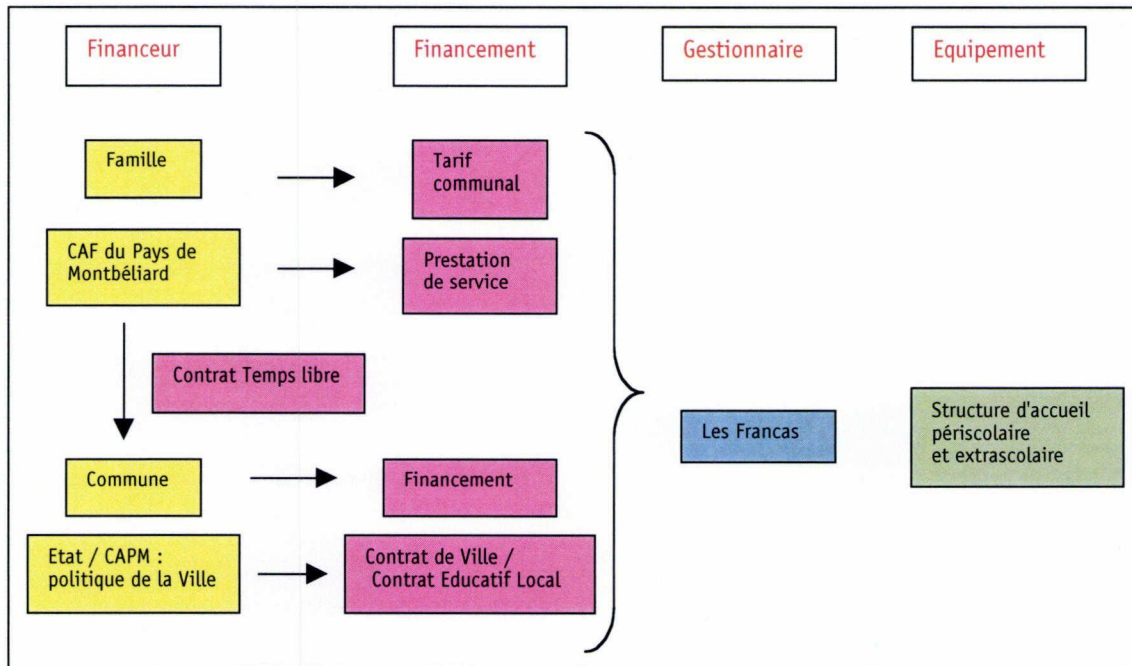 Financeur
Financement
Gestionnaire
Equipement
Famille
Tarif
communal
CAF du Pays de
Montbéliard
Prestation
de service
Contrat Temps libre
Commune
Financement
Les Francas
Structure d'accueil
périscolaire
et extrascolaire
Etat / CAPM :
politique de la Ville
Contrat de Ville /
Contrat Educatif Local